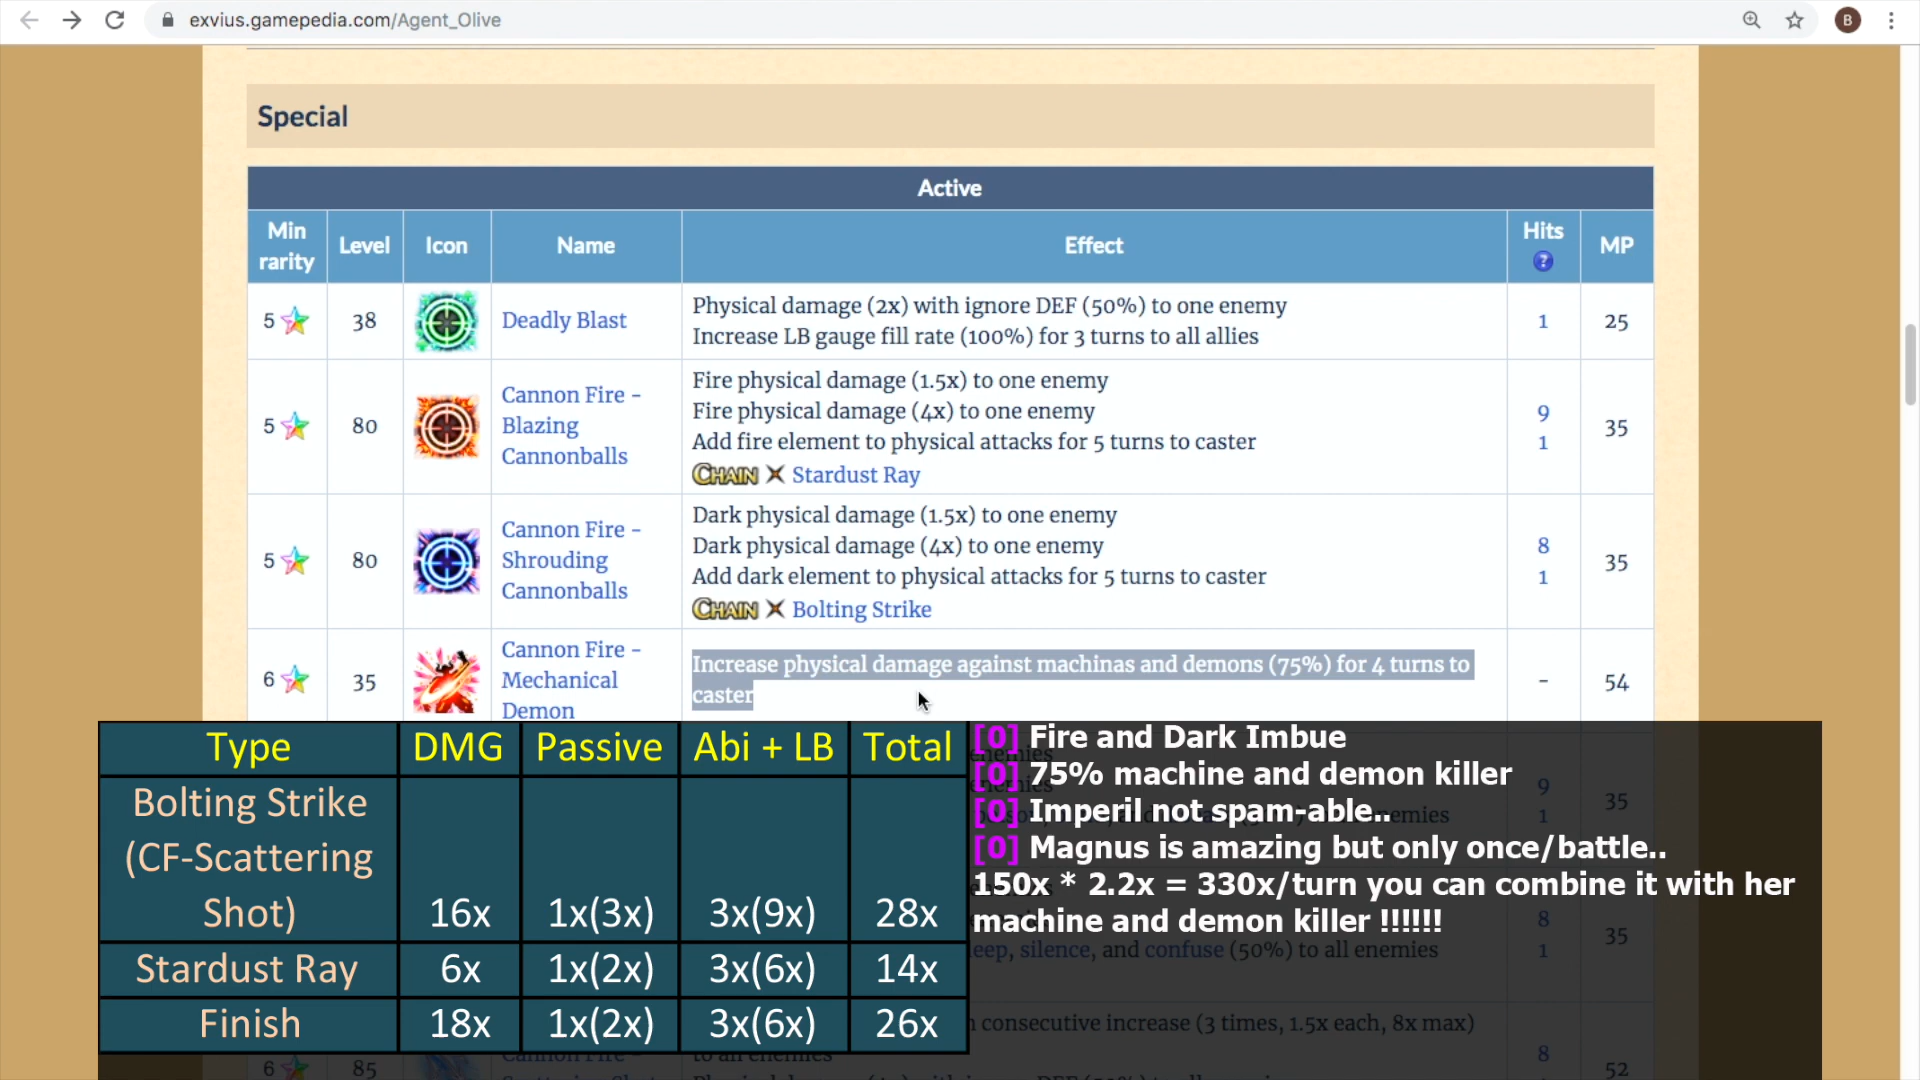 exvius.gamepedia.com/Agent_Olive
B
Special
Active
Min rarity Level Icon Name Effect Hits ? MP
5 38 Deadly Blast Physical damage (2x) with ignore DEF (50%) to one enemy 1 25
Increase LB gauge fill rate (100%) for 3 turns to all allies
5 80 Cannon Fire - Blazing Cannonballs Fire physical damage (1.5x) to one enemy 9 35
Fire physical damage (4x) to one enemy 1
Add fire element to physical attacks for 5 turns to caster
CHAIN Stardust Ray
5 80 Cannon Fire - Shrouding Cannonballs Dark physical damage (1.5x) to one enemy 8 35
Dark physical damage (4x) to one enemy 1
Add dark element to physical attacks for 5 turns to caster
CHAIN Bolting Strike
6 35 Cannon Fire - Mechanical Demon Increase physical damage against machinas and demons (75%) for 4 turns to - 54
caster
Type DMG Passive Abi + LB Total
Bolting Strike
(CF-Scattering
Shot) 16x 1x(3x) 3x(9x) 28x
Stardust Ray 6x 1x(2x) 3x(6x) 14x
Finish 18x 1x(2x) 3x(6x) 26x
[0] Fire and Dark Imbue
[0] 75% machine and demon killer
[0] Imperil not spam-able..
[0] Magnus is amazing but only once/battle..
150x * 2.2x = 330x/turn you can combine it with her
machine and demon killer !!!!!!
enemies
9 35
1
emies
8 35
silence, and confuse (50%) to all enemies 1
consecutive increase (3 times, 1.5x each, 8x max)
to all enemies 8
6 85 52